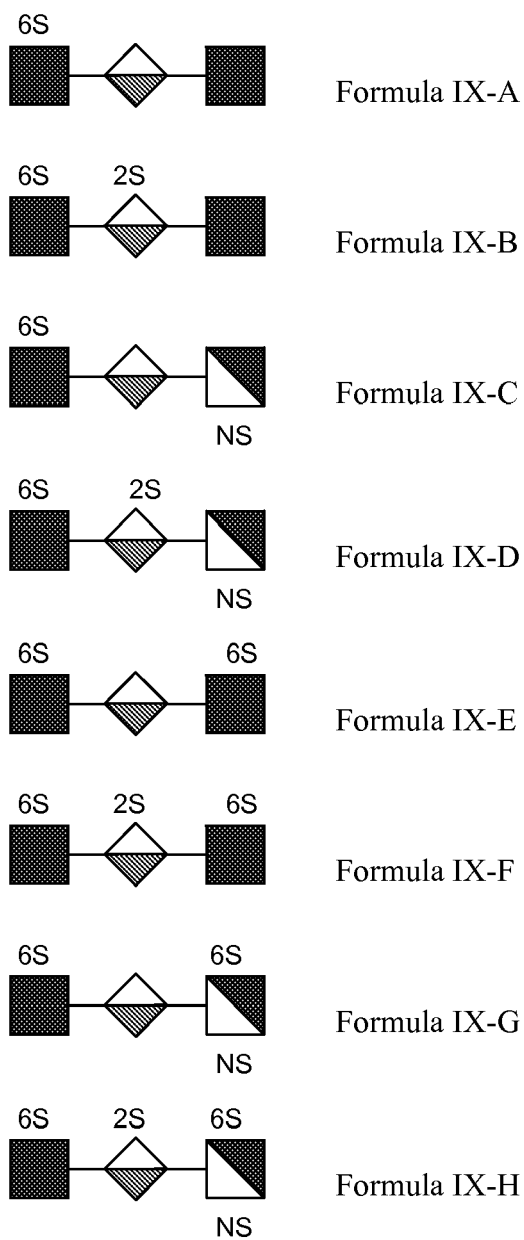 6S
Formula IX-A
6S 2S
Formula IX-B
6S
Formula IX-C
NS
6S 2S
Formula IX-D
NS
6S 6S
Formula IX-E
6S 2S 6S
Formula IX-F
6S 6S
Formula IX-G
NS
6S 2S 6S
Formula IX-H
NS